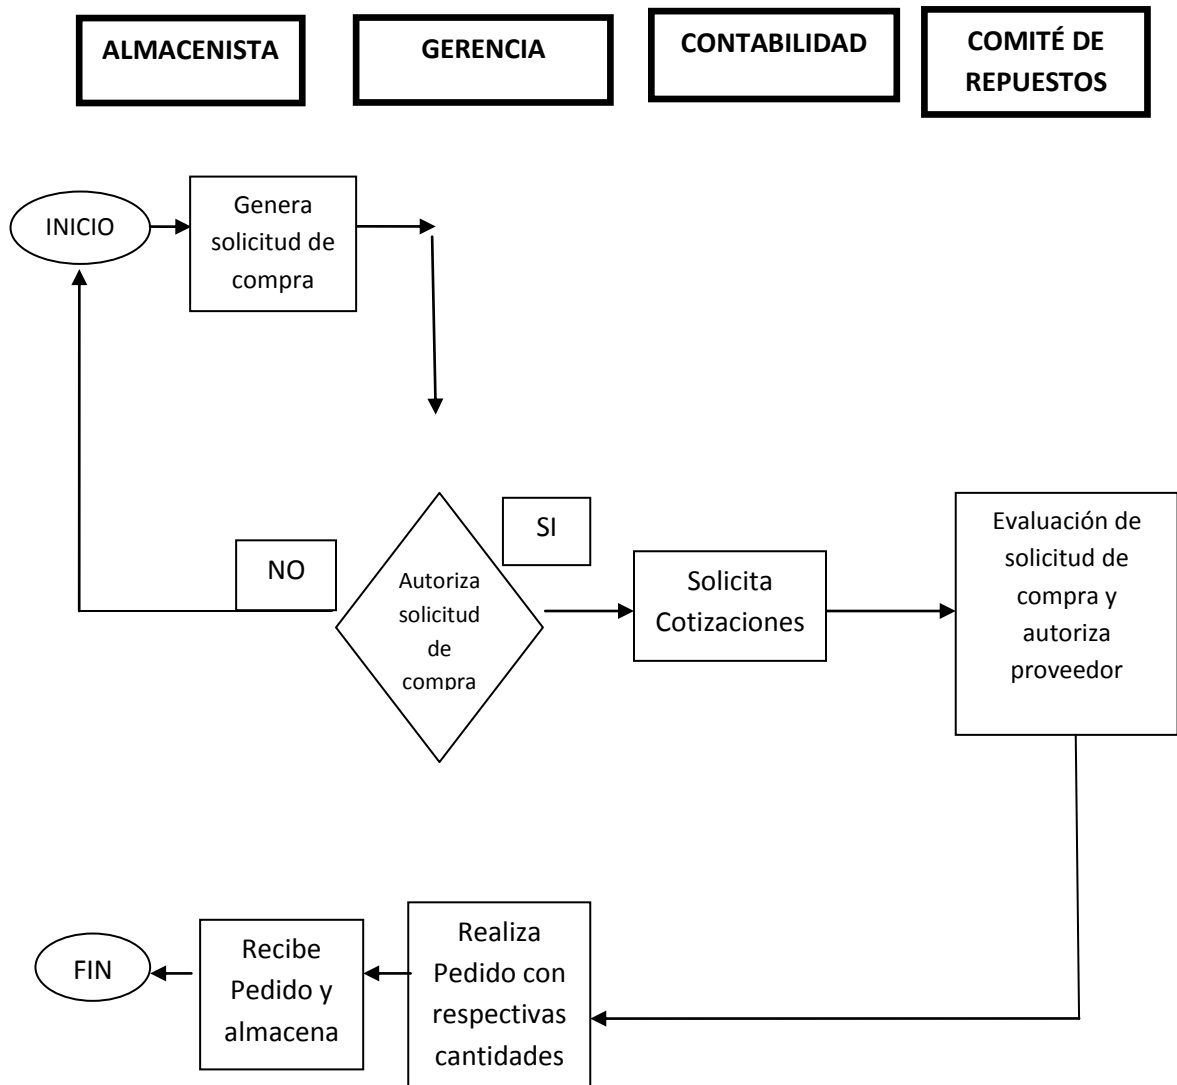 ALMACENISTA
GERENCIA
CONTABILIDAD
COMITÉ DE
REPUESTOS
INICIO
Genera
solicitud de
compra
NO
Autoriza
solicitud
de
compra
SI
Solicita
Cotizaciones
Evaluación de
solicitud de
compra y
autoriza
proveedor
FIN
Recibe
Pedido y
almacena
Realiza
Pedido con
respectivas
cantidades